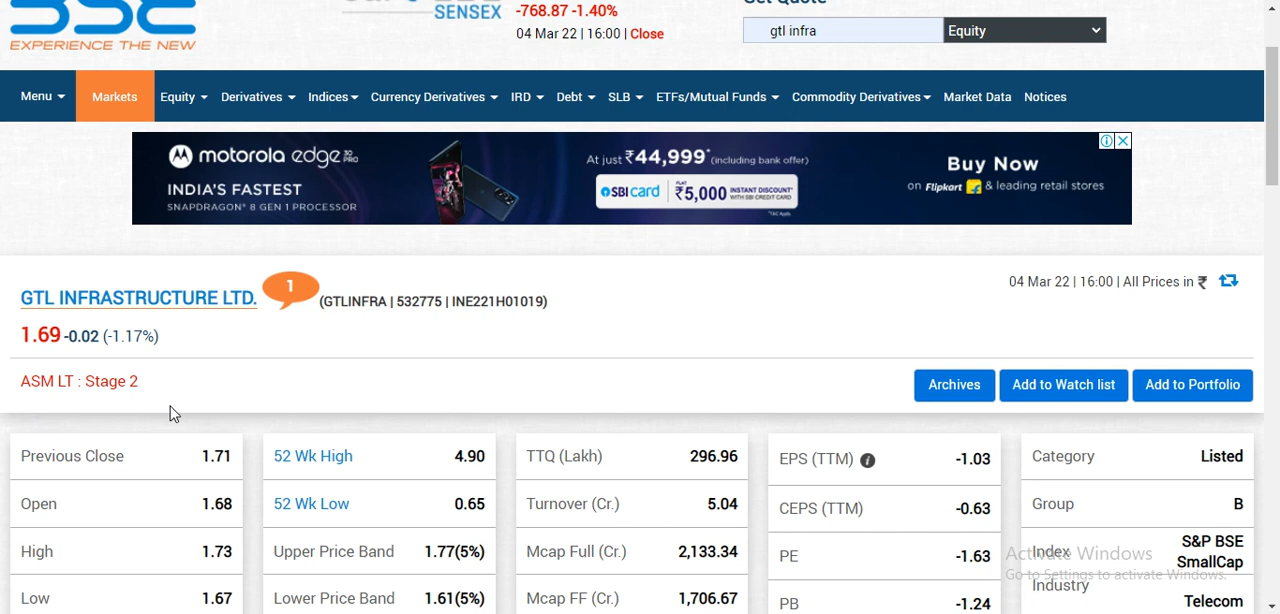 BSE
EXPERIENCE THE NEW
SENSEX
-768.87 -1.40%
04 Mar 22 | 16:00 | Close
Get Quote
gtl infra
Equity
Menu
Markets
Equity
Derivatives
Indices
Currency Derivatives
IRD
Debt
SLB
ETFs/Mutual Funds
Commodity Derivatives
Market Data
Notices
motorola edge 30 PRO
INDIA'S FASTEST
SNAPDRAGON® 8 GEN 1 PROCESSOR
At just ₹44,999* (including bank offer)
SBI card
FLAT ₹5,000 INSTANT DISCOUNT* WITH SBI CREDIT CARD
*T&C Apply
Buy Now
on Flipkart & leading retail stores
GTL INFRASTRUCTURE LTD.
1
(GTLINFRA | 532775 | INE221H01019)
04 Mar 22 | 16:00 | All Prices in ₹
1.69 -0.02 (-1.17%)
ASM LT : Stage 2
Archives
Add to Watch list
Add to Portfolio
Previous Close 1.71
Open 1.68
High 1.73
Low 1.67
52 Wk High 4.90
52 Wk Low 0.65
Upper Price Band 1.77(5%)
Lower Price Band 1.61(5%)
TTQ (Lakh) 296.96
Turnover (Cr.) 5.04
Mcap Full (Cr.) 2,133.34
Mcap FF (Cr.) 1,706.67
EPS (TTM) -1.03
CEPS (TTM) -0.63
PE -1.63
PB -1.24
Category Listed
Group B
Index S&P BSE SmallCap
Industry Telecom
Activate Windows
Go to Settings to activate Windows.